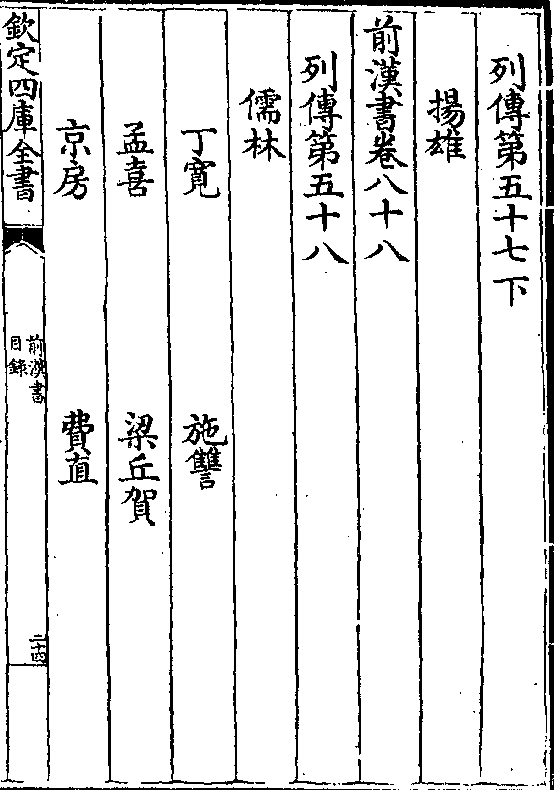 列傳第五十七下
揚雄
前漢書卷八十八
列傳第五十八
儒林
丁寬 施讐
孟喜 梁丘賀
京房 費直
欽定四庫全書
前漢書
目錄
二十四